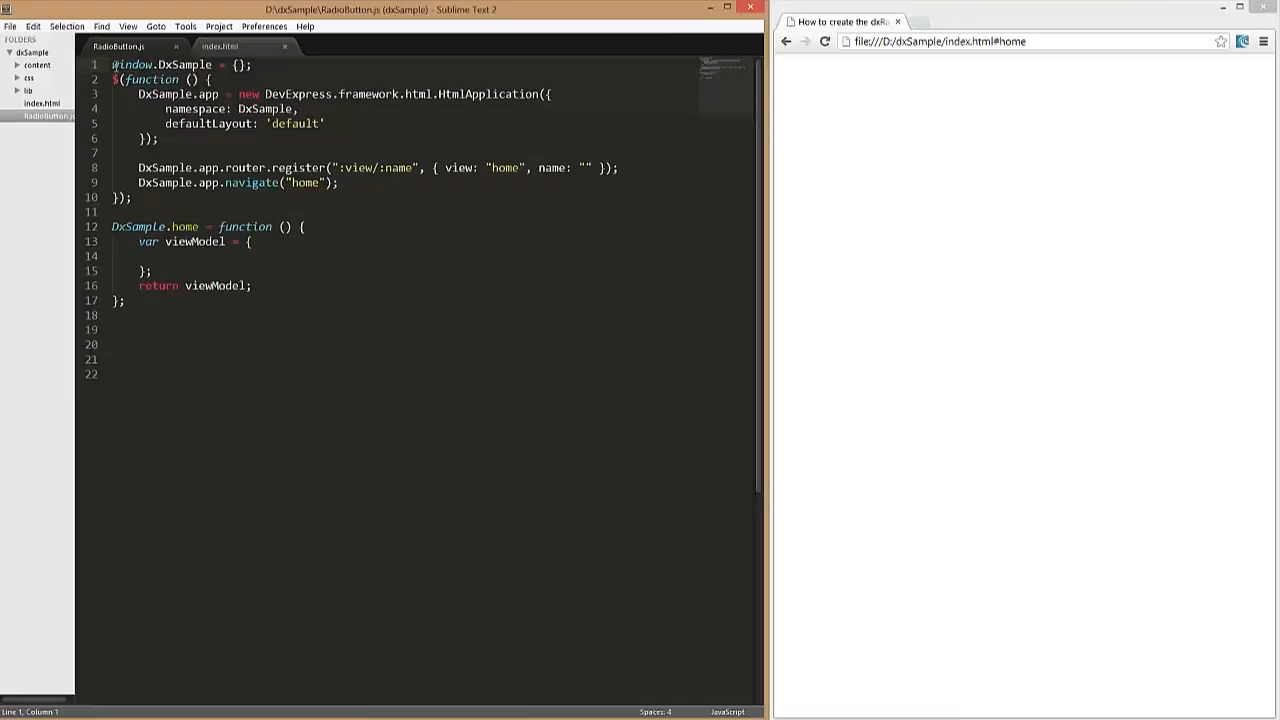 D:\dxSample\RadioButton.js (dxSample) - Sublime Text 2
File Edit Selection Find View Goto Tools Project Preferences Help
FOLDERS
dxSample
content
css
lib
index.html
RadioButton.js
RadioButton.js × index.html ×
1 window.DxSample = {};
2 $(function () {
3 DxSample.app = new DevExpress.framework.html.HtmlApplication({
4 namespace: DxSample,
5 defaultLayout: 'default'
6 });
7
8 DxSample.app.router.register(":view/:name", { view: "home", name: "" });
9 DxSample.app.navigate("home");
10 });
11
12 DxSample.home = function () {
13 var viewModel = {
14
15 };
16 return viewModel;
17 };
18
19
20
21
22
Line 1, Column 1 Spaces: 4 JavaScript
How to create the dxRa ×
file:///D:/dxSample/index.html#home